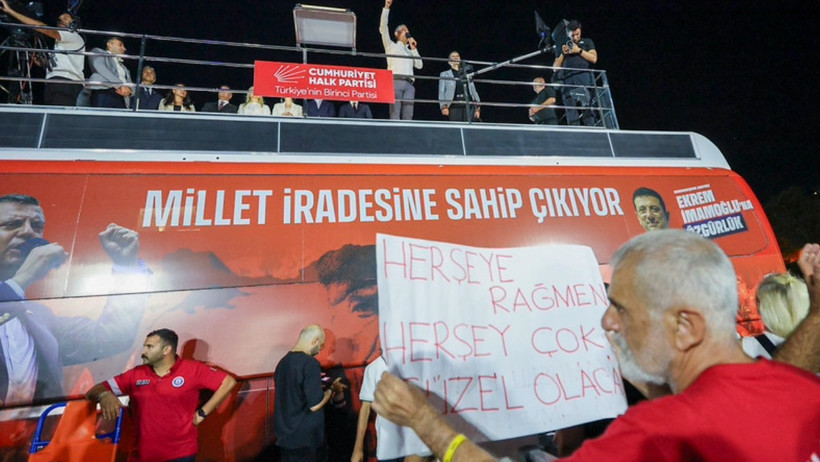 CUMHURİYET
HALK PARTİSİ
Türkiye'nin Birinci Partisi
MİLLET İRADESİNE SAHİP ÇIKIYOR
EKREM
İMAMOĞLU'NA
ÖZGÜRLÜK
HERŞEYE
RAĞMEN
HERŞEY ÇOK
GÜZEL OLACA